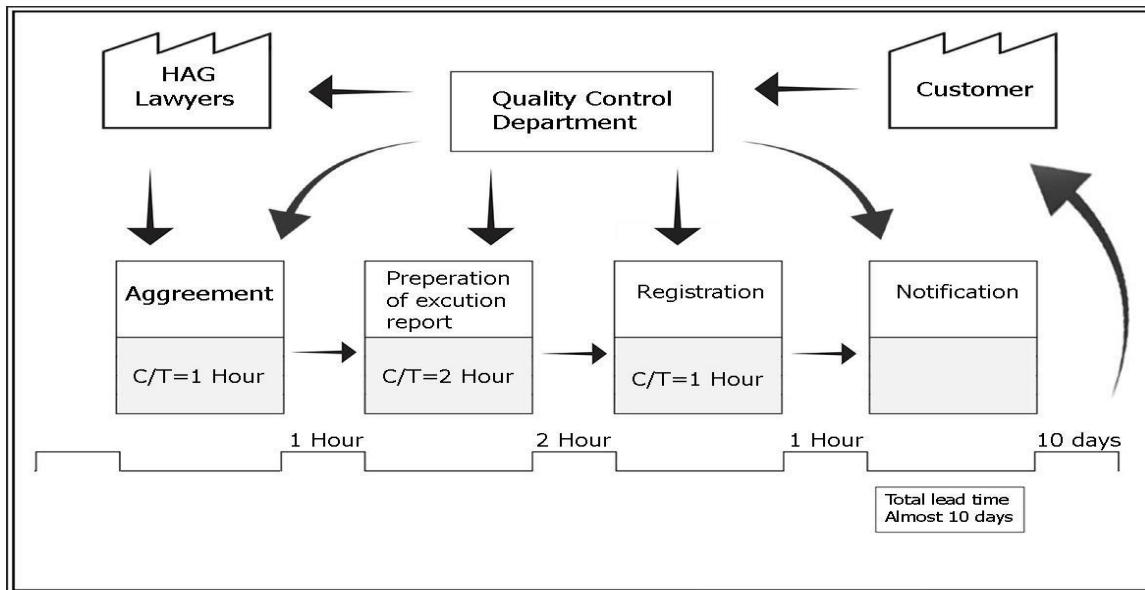 HAG
Lawyers
Quality Control
Department
Customer
Aggreement
Preperation
of excution
report
Registration
Notification
C/T=1 Hour
C/T=2 Hour
C/T=1 Hour
1 Hour
2 Hour
1 Hour
10 days
Total lead time
Almost 10 days